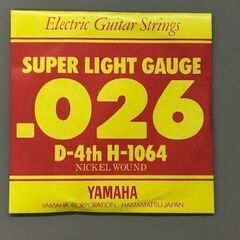 Electric Guitar Strings
SUPER LIGHT GAUGE
.026
D-4th H-1064
NICKEL WOUND
YAMAHA
YAMAHA CORPORATION · HAMAMATSU JAPAN